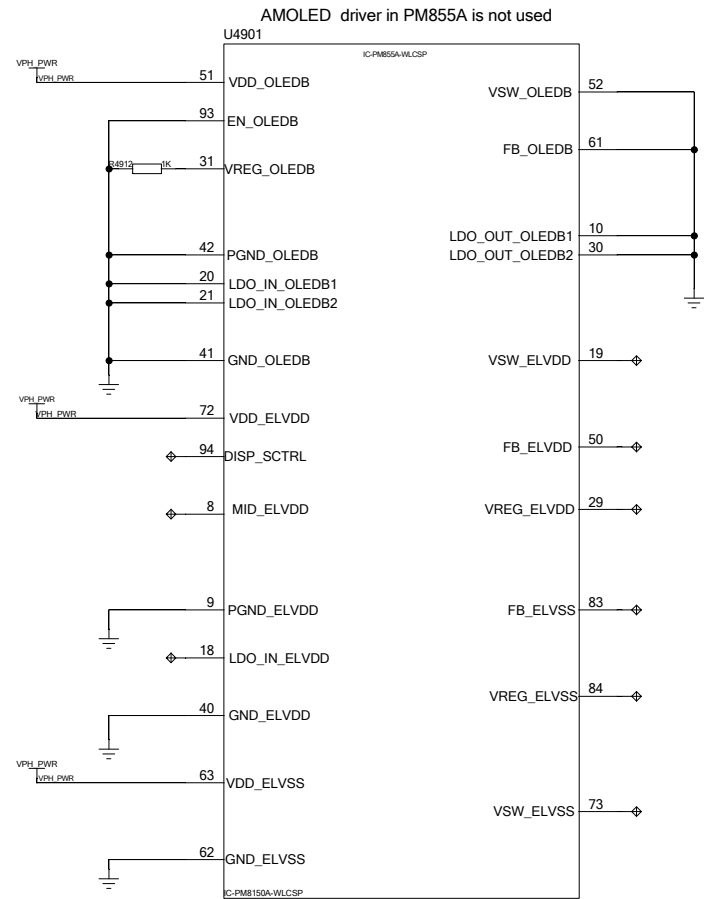 AMOLED driver in PM855A is not used
U4901
IC-PM855A-WLCSP
VPH_PWR
VPH_PWR
51 VDD_OLEDB
VSW_OLEDB 52
93 EN_OLEDB
FB_OLEDB 61
R4912 1K 31 VREG_OLEDB
LDO_OUT_OLEDB1 10
42 PGND_OLEDB
LDO_OUT_OLEDB2 30
20 LDO_IN_OLEDB1
21 LDO_IN_OLEDB2
41 GND_OLEDB
VSW_ELVDD 19
VPH_PWR
VPH_PWR
72 VDD_ELVDD
94 DISP_SCTRL
FB_ELVDD 50
8 MID_ELVDD
VREG_ELVDD 29
9 PGND_ELVDD
FB_ELVSS 83
18 LDO_IN_ELVDD
VREG_ELVSS 84
40 GND_ELVDD
VPH_PWR
VPH_PWR
63 VDD_ELVSS
VSW_ELVSS 73
62 GND_ELVSS
IC-PM8150A-WLCSP